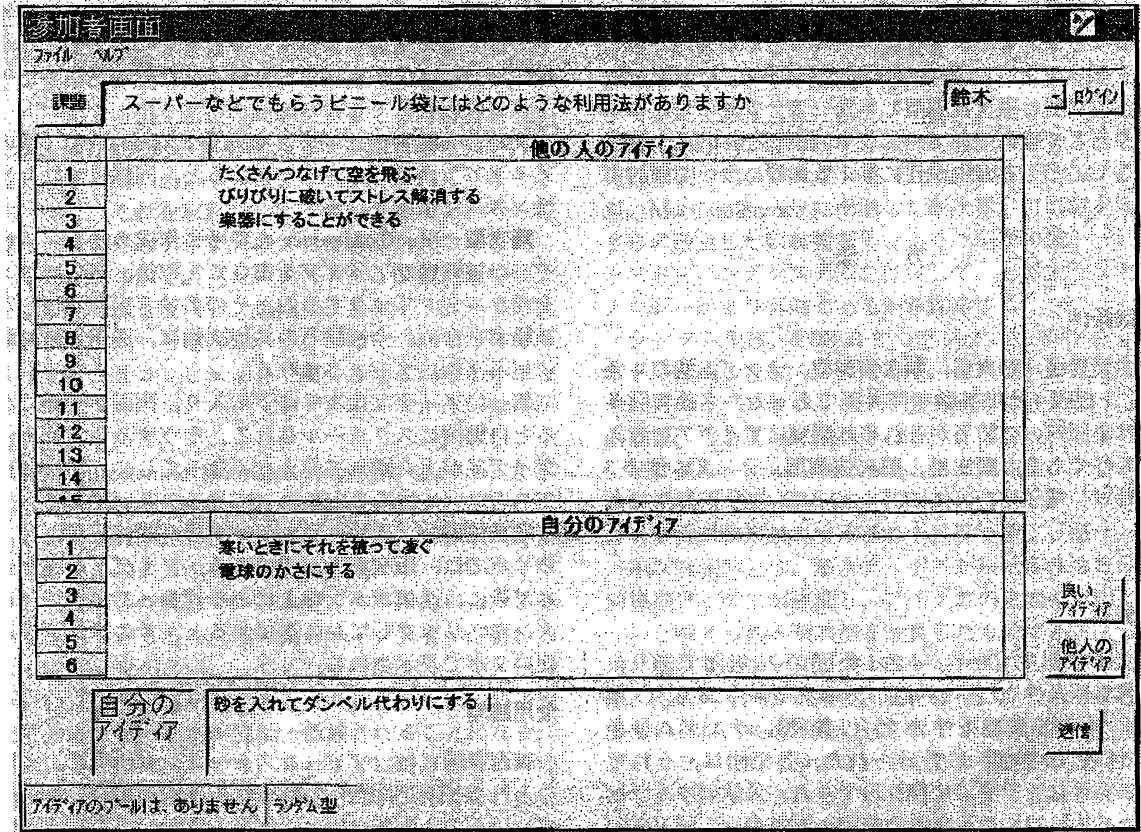 参加者画面
ファイル ヘルプ
課題 スーパーなどでもらうビニール袋にはどのような利用法がありますか 鈴木 ログイン
他の人のアイディア
1 たくさんつなげて空を飛ぶ
2 びりびりに破いてストレス解消する
3 楽器にすることができる
4
5
6
7
8
9
10
11
12
13
14
15
自分のアイディア
1 寒いときにそれを被って凌ぐ
2 電球のかさにする
3
4
5
6
良い
アイディア
他人の
アイディア
自分の
アイディア
砂を入れてダンベル代わりにする
送信
アイディアのプールは、ありません ランダム型